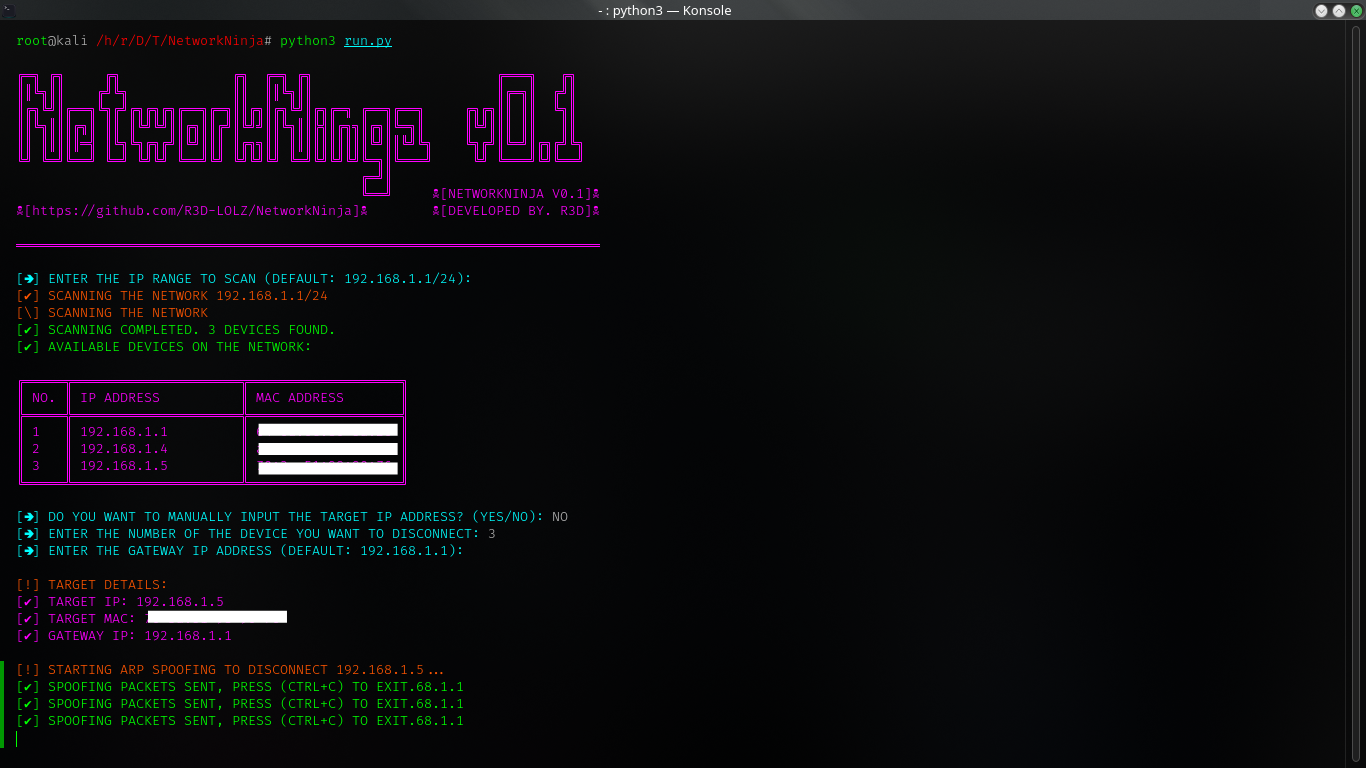 - : python3 — Konsole
root@kali /h/r/D/T/NetworkNinja# python3 run.py
NetworkNinja v0.1
[NETWORKNINJA V0.1]
[https://github.com/R3D-LOLZ/NetworkNinja] [DEVELOPED BY. R3D]
[➔] ENTER THE IP RANGE TO SCAN (DEFAULT: 192.168.1.1/24):
[✔] SCANNING THE NETWORK 192.168.1.1/24
[\] SCANNING THE NETWORK
[✔] SCANNING COMPLETED. 3 DEVICES FOUND.
[✔] AVAILABLE DEVICES ON THE NETWORK:
NO. IP ADDRESS MAC ADDRESS
1 192.168.1.1
2 192.168.1.4
3 192.168.1.5
[➔] DO YOU WANT TO MANUALLY INPUT THE TARGET IP ADDRESS? (YES/NO): NO
[➔] ENTER THE NUMBER OF THE DEVICE YOU WANT TO DISCONNECT: 3
[➔] ENTER THE GATEWAY IP ADDRESS (DEFAULT: 192.168.1.1):
[!] TARGET DETAILS:
[✔] TARGET IP: 192.168.1.5
[✔] TARGET MAC:
[✔] GATEWAY IP: 192.168.1.1
[!] STARTING ARP SPOOFING TO DISCONNECT 192.168.1.5...
[✔] SPOOFING PACKETS SENT, PRESS (CTRL+C) TO EXIT.68.1.1
[✔] SPOOFING PACKETS SENT, PRESS (CTRL+C) TO EXIT.68.1.1
[✔] SPOOFING PACKETS SENT, PRESS (CTRL+C) TO EXIT.68.1.1